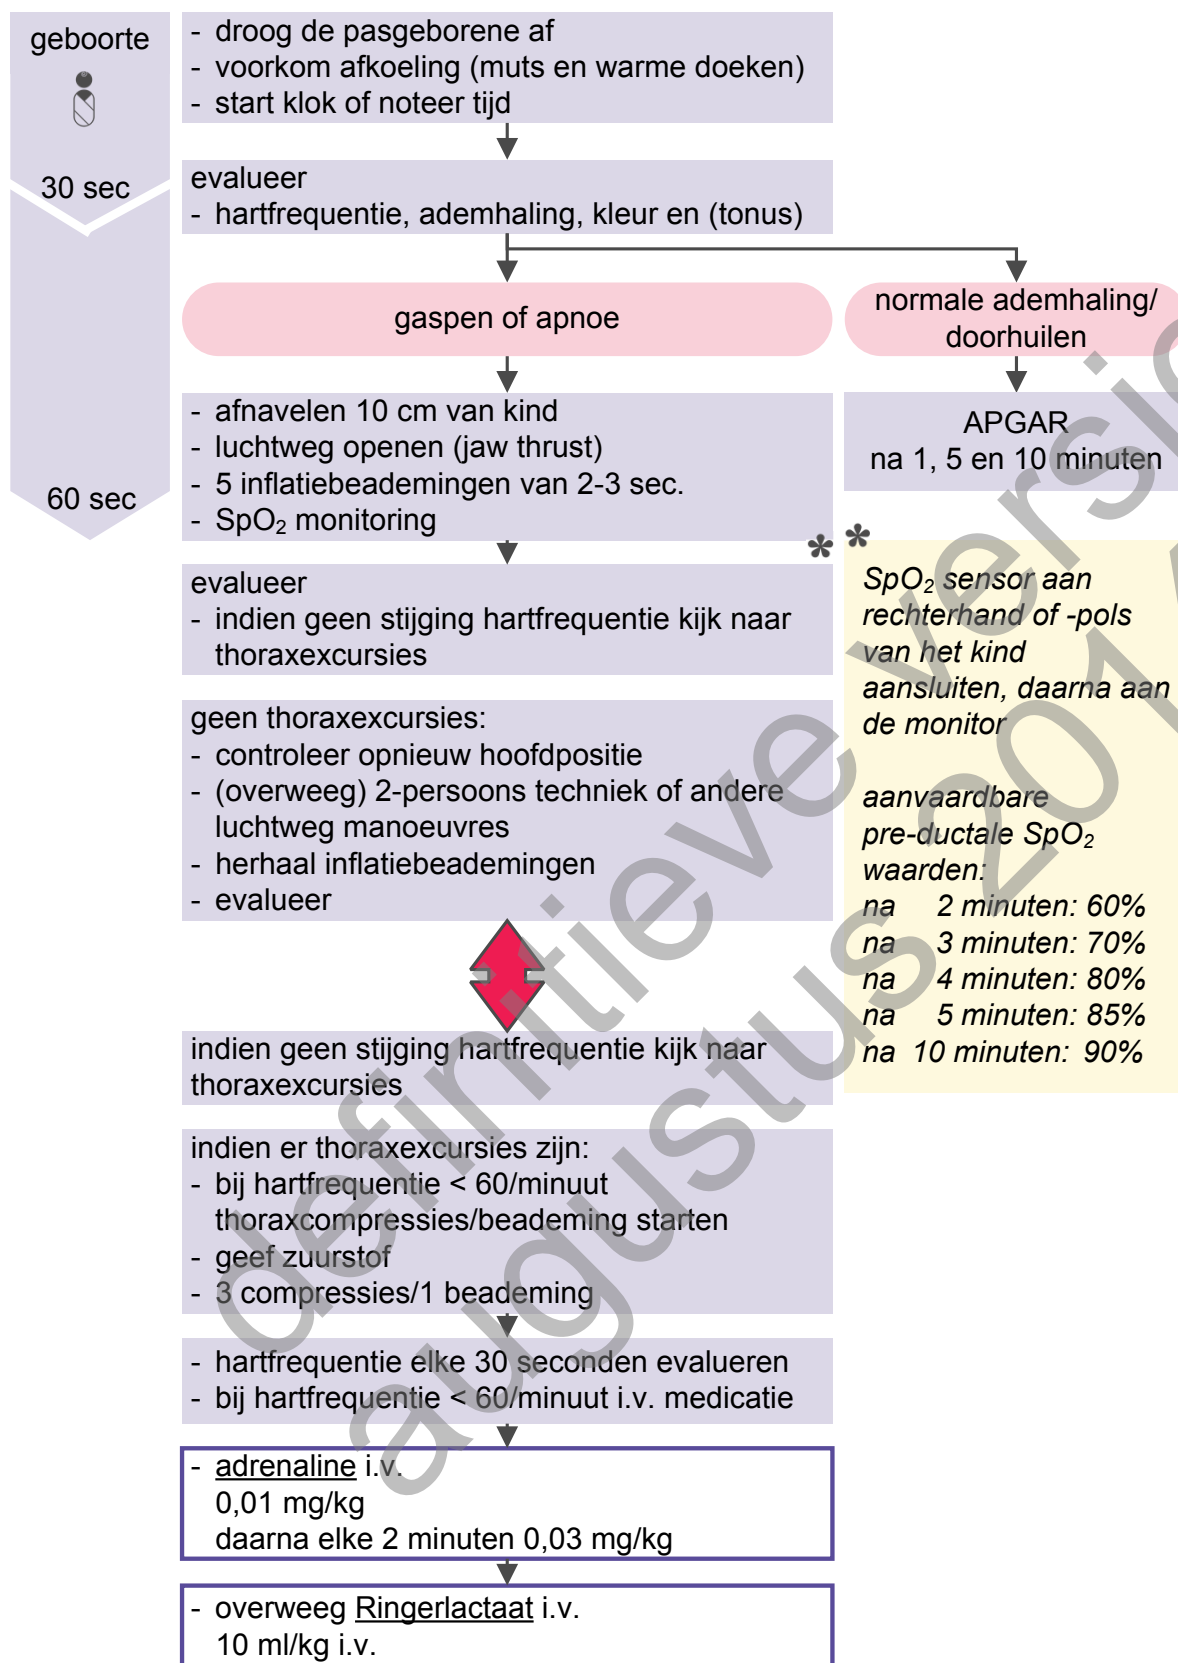 geboorte
30 sec
60 sec
- droog de pasgeborene af
- voorkom afkoeling (muts en warme doeken)
- start klok of noteer tijd
evalueer
- hartfrequentie, ademhaling, kleur en (tonus)
gaspen of apnoe
normale ademhaling/
doorhuilen
- afnavelen 10 cm van kind
- luchtweg openen (jaw thrust)
- 5 inflatiebeademingen van 2-3 sec.
- SpO₂ monitoring
APGAR
na 1, 5 en 10 minuten
* *
evalueer
- indien geen stijging hartfrequentie kijk naar
thoraxexcursies
geen thoraxexcursies:
- controleer opnieuw hoofdpositie
- (overweeg) 2-persoons techniek of andere
luchtweg manoeuvres
- herhaal inflatiebeademingen
- evalueer
SpO₂ sensor aan
rechterhand of -pols
van het kind
aansluiten, daarna aan
de monitor
aanvaardbare
pre-ductale SpO₂
waarden:
na 2 minuten: 60%
na 3 minuten: 70%
na 4 minuten: 80%
na 5 minuten: 85%
na 10 minuten: 90%
indien geen stijging hartfrequentie kijk naar
thoraxexcursies
indien er thoraxexcursies zijn:
- bij hartfrequentie < 60/minuut
thoraxcompressies/beademing starten
- geef zuurstof
- 3 compressies/1 beademing
- hartfrequentie elke 30 seconden evalueren
- bij hartfrequentie < 60/minuut i.v. medicatie
- adrenaline i.v.
0,01 mg/kg
daarna elke 2 minuten 0,03 mg/kg
- overweeg Ringerlactaat i.v.
10 ml/kg i.v.
definitieve
augustus